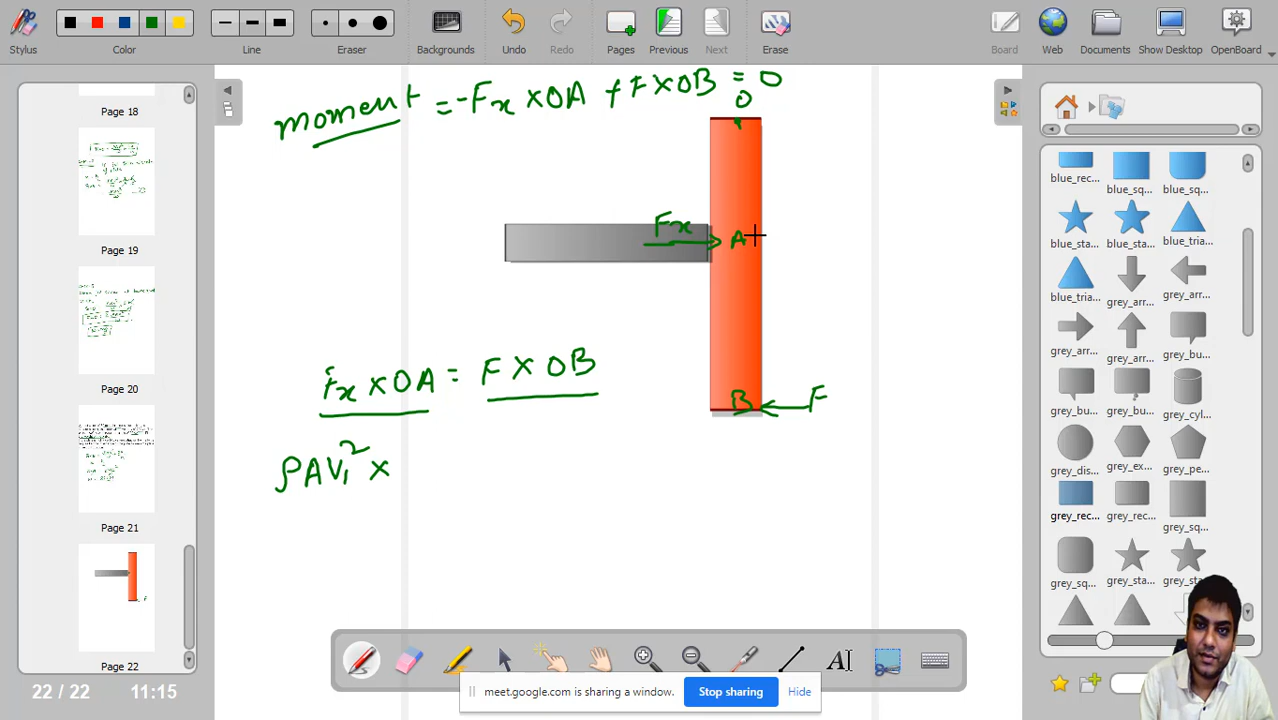 Stylus
Color
Line
Eraser
Backgrounds
Undo
Redo
Pages
Previous
Next
Erase
Board
Web
Documents
Show Desktop
OpenBoard
Page 18
Page 19
Page 20
Page 21
Page 22
22 / 22 11:15
moment = -Fx × OA + F × OB = 0
O
Fx
A
Fx × OA = F × OB
B
F
ρAV₁² ×
blue_rec...
blue_sq...
blue_sq...
blue_sta...
blue_sta...
blue_tria...
blue_tria...
grey_arr...
grey_arr...
grey_arr...
grey_arr...
grey_bu...
grey_bu...
grey_bu...
grey_cy...
grey_dis...
grey_ex...
grey_pe...
grey_rec...
grey_rec...
grey_sq...
grey_sq...
grey_sta...
grey_sta...
meet.google.com is sharing a window.
Stop sharing
Hide